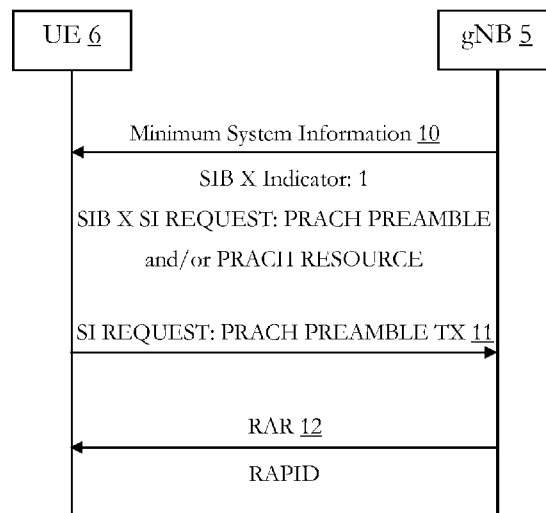 UE 6
gNB 5
Minimum System Information 10
SIB X Indicator: 1
SIB X SI REQUEST: PRACH PREAMBLE
and/or PRACH RESOURCE
SI REQUEST: PRACH PREAMBLE TX 11
RAR 12
RAPID